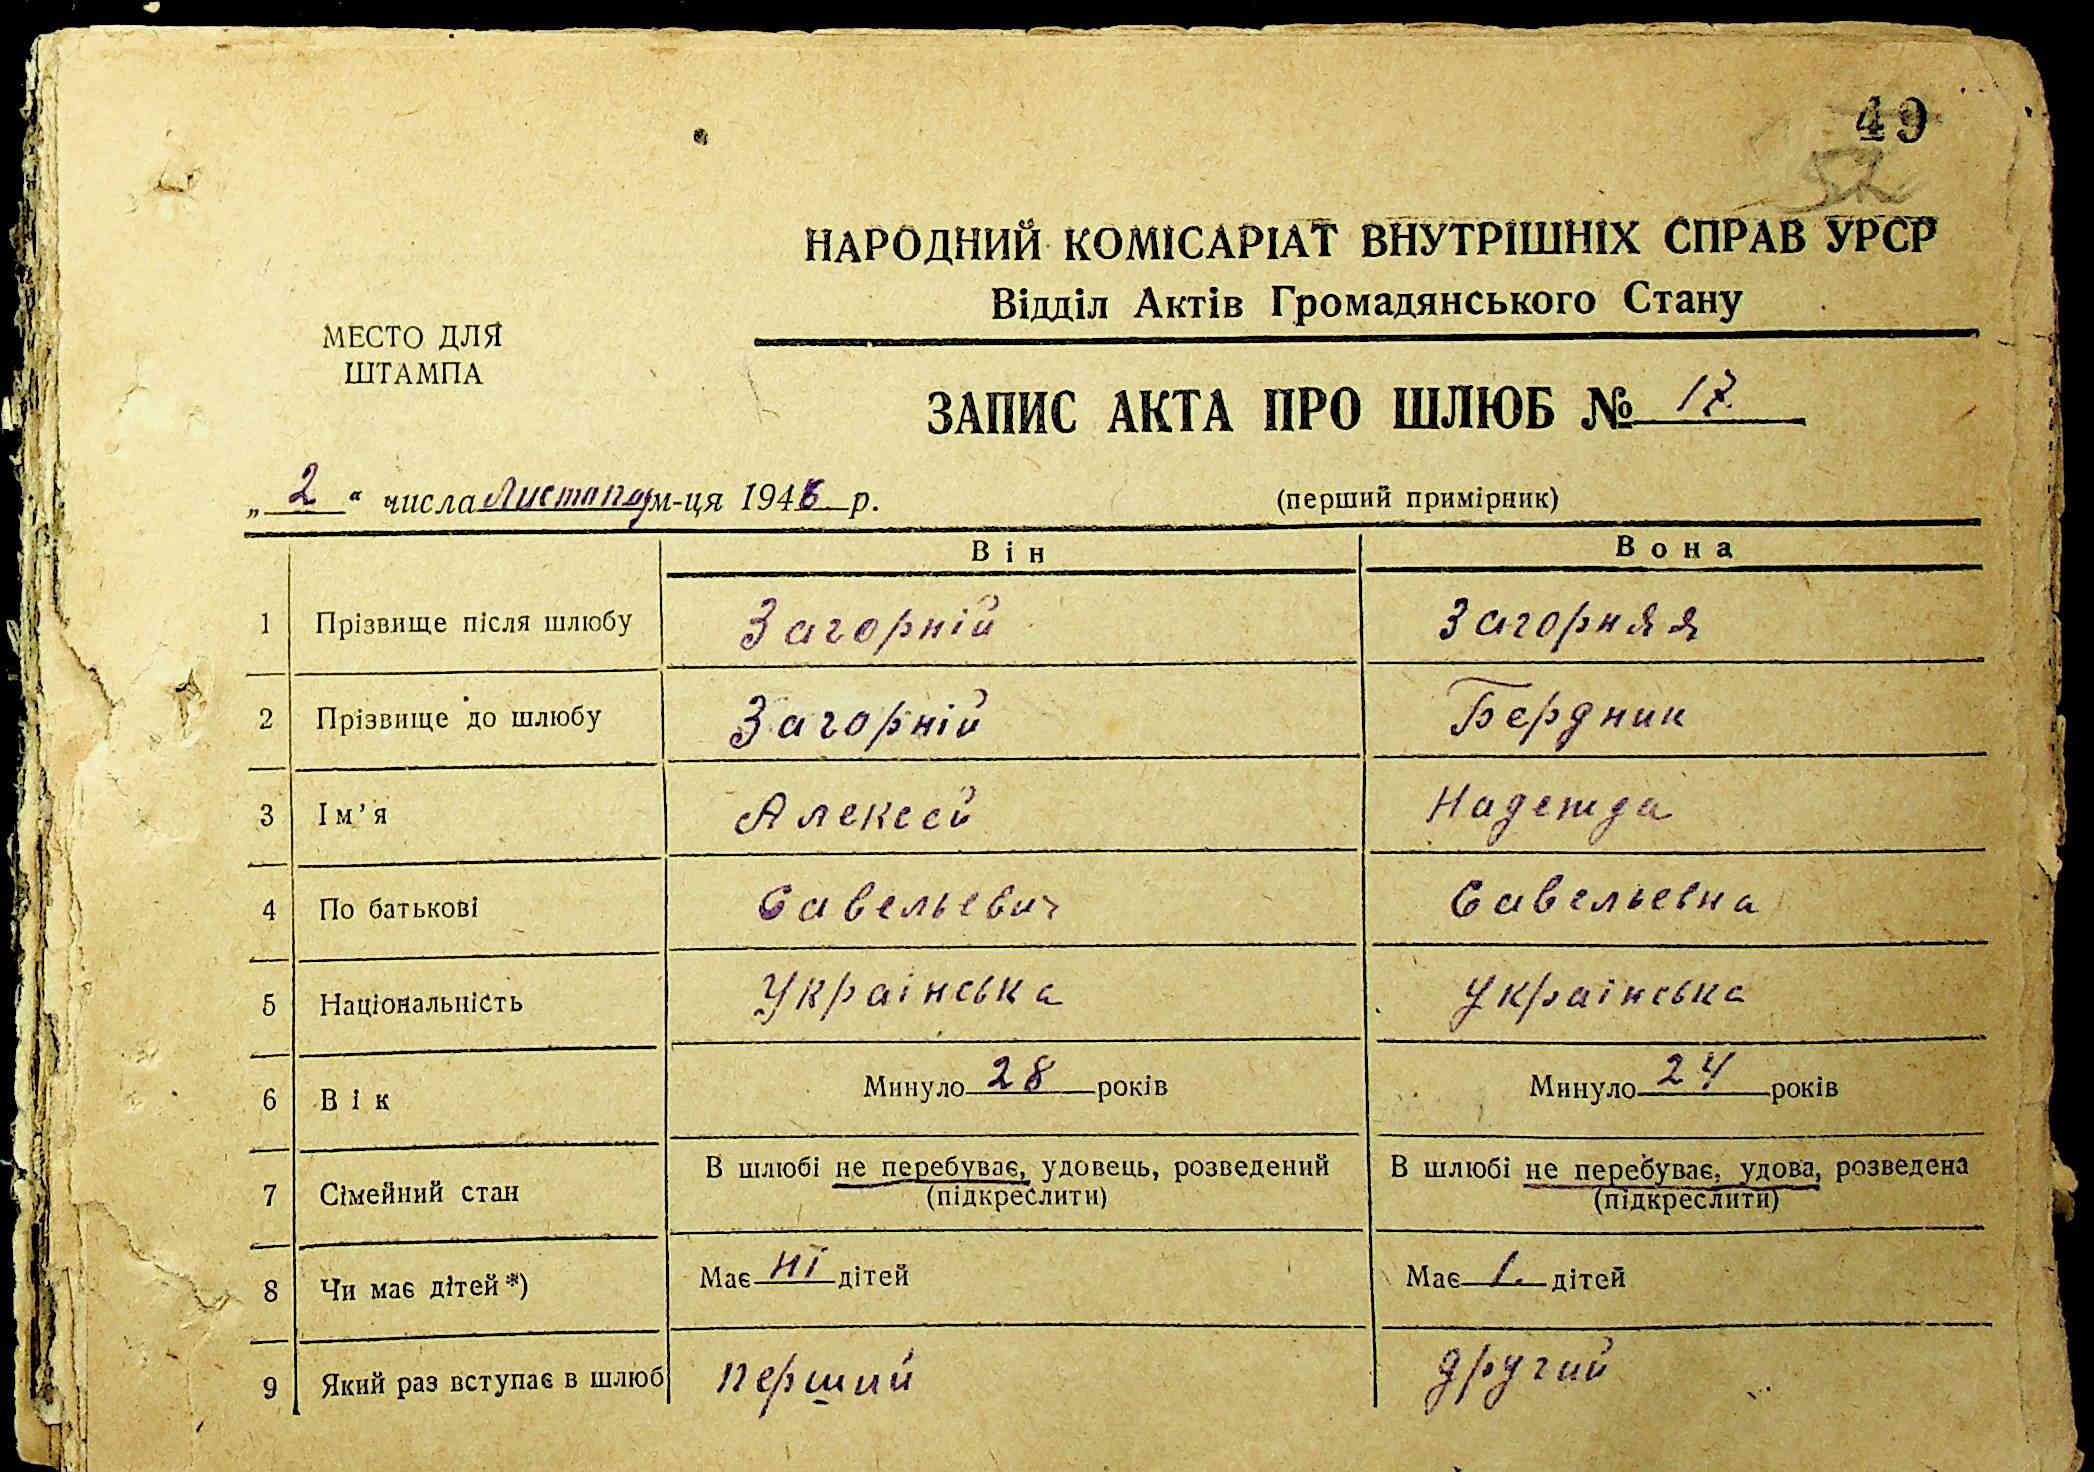 49
52
НАРОДНИЙ КОМІСАРІАТ ВНУТРІШНІХ СПРАВ УРСР
Відділ Актів Громадянського Стану
МЕСТО ДЛЯ
ШТАМПА
ЗАПИС АКТА ПРО ШЛЮБ № 17
„ 2 “ числа Листопад м-ця 1946 р.
(перший примірник)
Він Вона
1 Прізвище після шлюбу Загорній Загорняя
2 Прізвище до шлюбу Загорній Бердник
3 Ім’я Алексей Надежда
4 По батькові Савельевич Савельевна
5 Національність Українська Українська
6 Вік Минуло 28 років Минуло 24 років
7 Сімейний стан В шлюбі не перебуває, удовець, розведений В шлюбі не перебуває, удова, розведена
(підкреслити) (підкреслити)
8 Чи має дітей*) Має ні дітей Має 1. дітей
9 Який раз вступає в шлюб перший другий